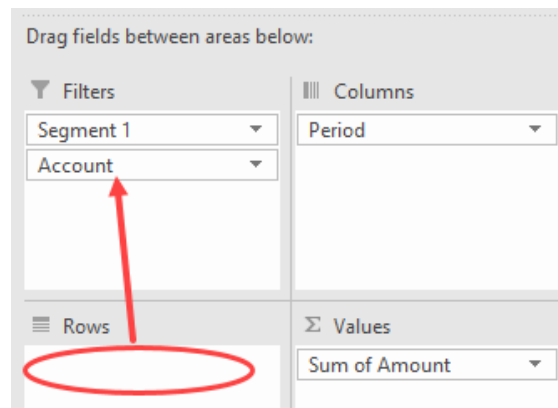 Drag fields between areas below:
Filters
Columns
Segment 1
Period
Account
Rows
Σ Values
Sum of Amount